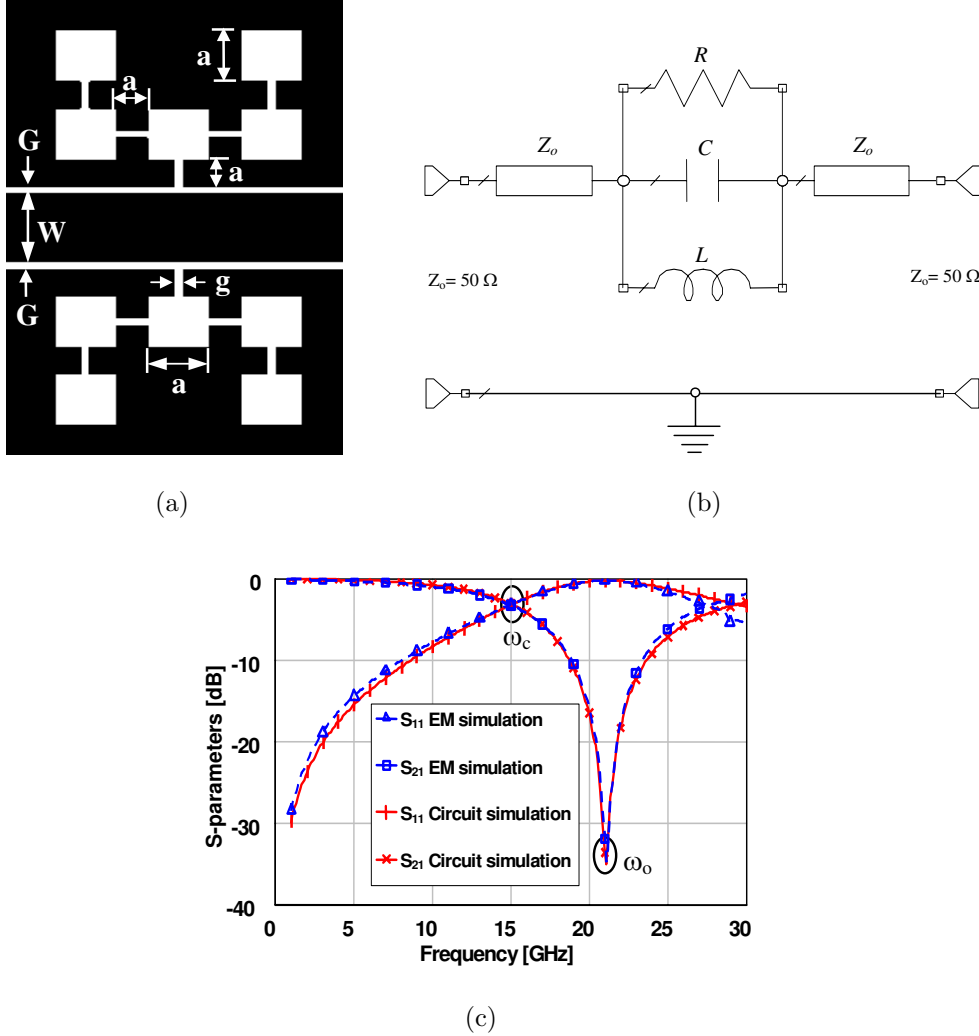 a
a
G
a
W
g
G
a
(a)
R
Zₒ
C
Zₒ
L
Zₒ= 50 Ω
Zₒ= 50 Ω
(b)
0
-10
-20
-30
-40
S-parameters [dB]
ω_c
S₁₁ EM simulation
S₂₁ EM simulation
S₁₁ Circuit simulation
S₂₁ Circuit simulation
ωₒ
0 5 10 15 20 25 30
Frequency [GHz]
(c)